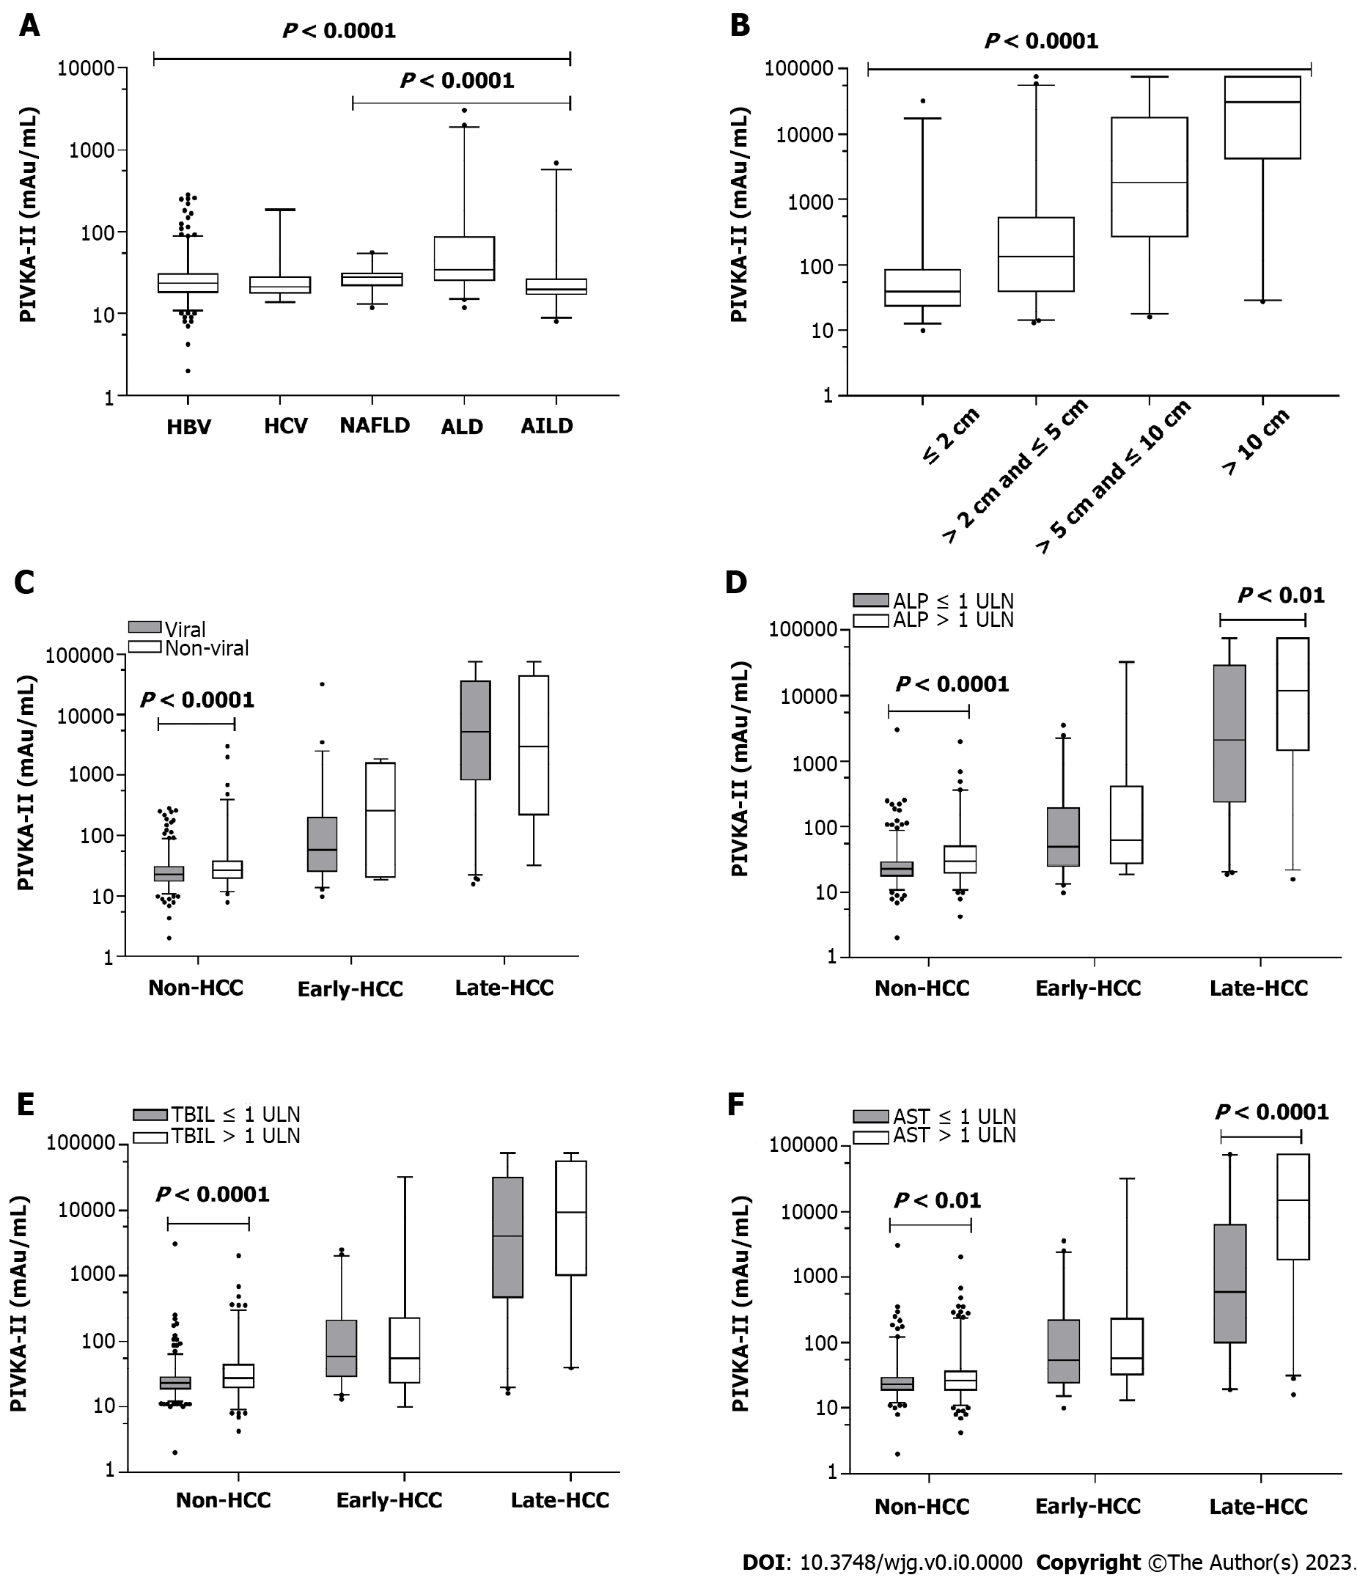 A
P < 0.0001
P < 0.0001
PIVKA-II (mAu/mL)
10000
1000
100
10
1
HBV
HCV
NAFLD
ALD
AILD
B
P < 0.0001
PIVKA-II (mAu/mL)
100000
10000
1000
100
10
1
≤ 2 cm
> 2 cm and ≤ 5 cm
> 5 cm and ≤ 10 cm
> 10 cm
C
Viral
Non-viral
P < 0.0001
PIVKA-II (mAu/mL)
100000
10000
1000
100
10
1
Non-HCC
Early-HCC
Late-HCC
D
ALP ≤ 1 ULN
ALP > 1 ULN
P < 0.01
P < 0.0001
PIVKA-II (mAu/mL)
100000
10000
1000
100
10
1
Non-HCC
Early-HCC
Late-HCC
E
TBIL ≤ 1 ULN
TBIL > 1 ULN
P < 0.0001
PIVKA-II (mAu/mL)
100000
10000
1000
100
10
1
Non-HCC
Early-HCC
Late-HCC
F
AST ≤ 1 ULN
AST > 1 ULN
P < 0.0001
P < 0.01
PIVKA-II (mAu/mL)
100000
10000
1000
100
10
1
Non-HCC
Early-HCC
Late-HCC
DOI: 10.3748/wjg.v0.i0.0000 Copyright ©The Author(s) 2023.